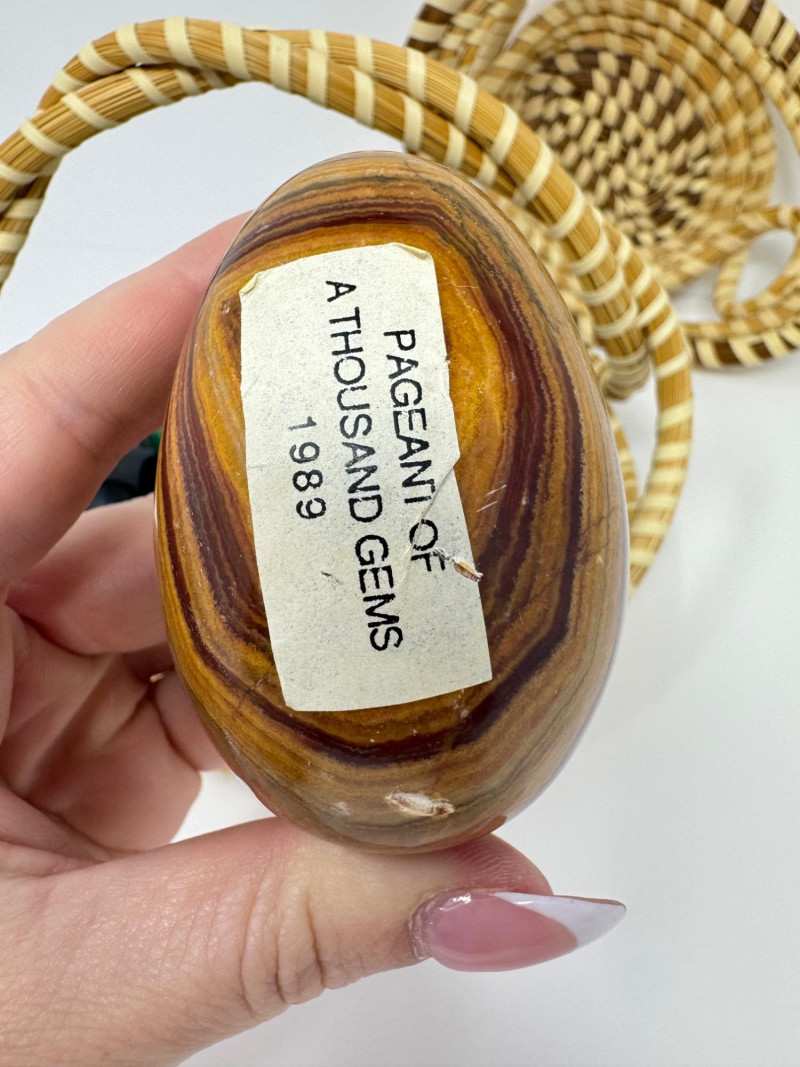 PAGEANT OF
A THOUSAND GEMS
1989